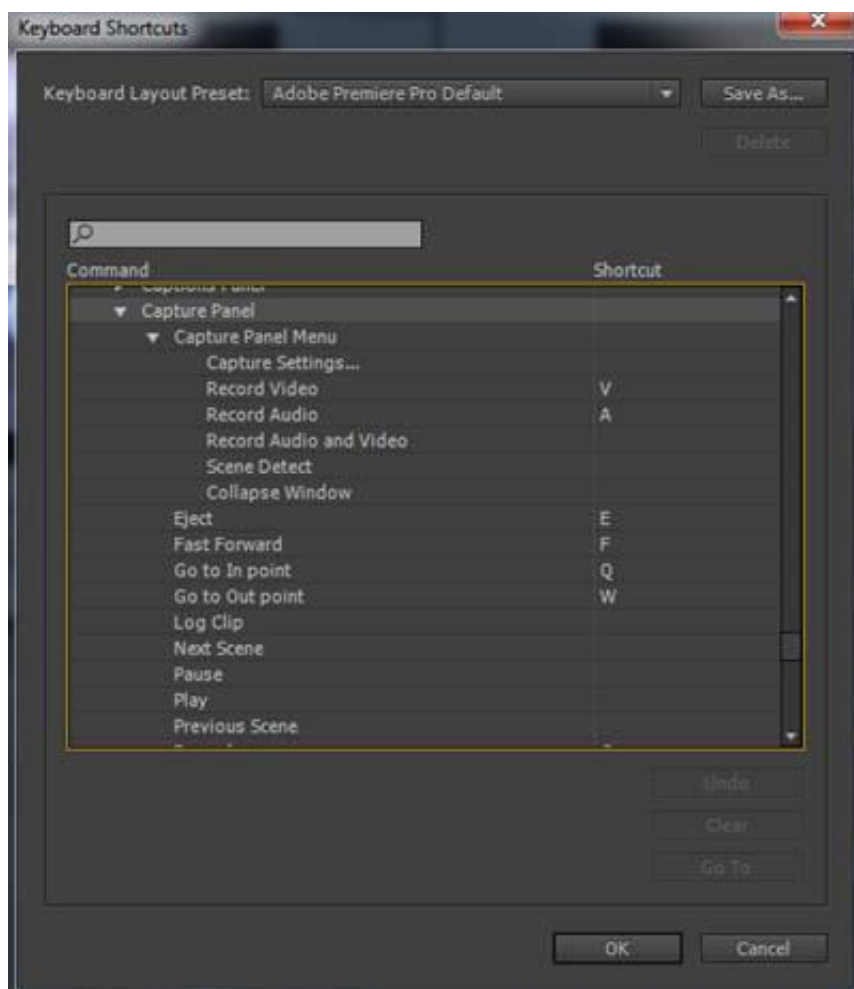 Keyboard Shortcuts
Keyboard Layout Preset: Adobe Premiere Pro Default Save As...
Delete
Command Shortcut
Captions Panel
Capture Panel
Capture Panel Menu
Capture Settings...
Record Video V
Record Audio A
Record Audio and Video
Scene Detect
Collapse Window
Eject E
Fast Forward F
Go to In point Q
Go to Out point W
Log Clip
Next Scene
Pause
Play
Previous Scene
Undo
Clear
Go To
OK Cancel